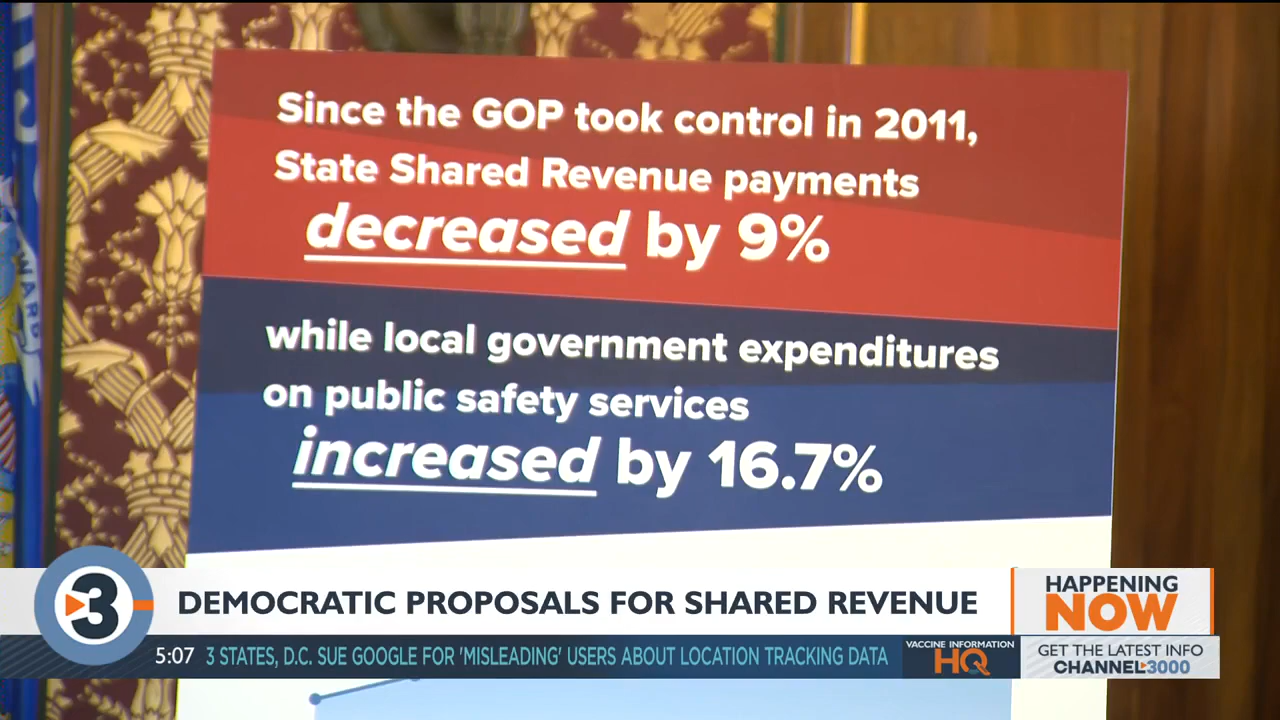 Since the GOP took control in 2011,
State Shared Revenue payments
decreased by 9%
while local government expenditures
on public safety services
increased by 16.7%
WARD
3
DEMOCRATIC PROPOSALS FOR SHARED REVENUE
HAPPENING
NOW
5:07
3 STATES, D.C. SUE GOOGLE FOR 'MISLEADING' USERS ABOUT LOCATION TRACKING DATA
VACCINE INFORMATION
HQ
GET THE LATEST INFO
CHANNEL3000